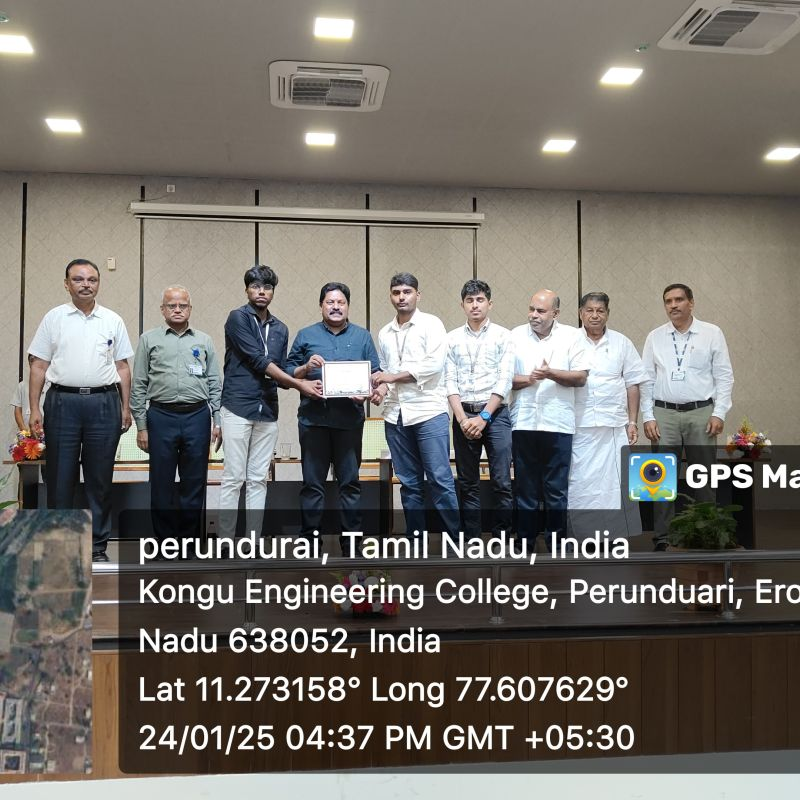 GPS Ma
perundurai, Tamil Nadu, India
Kongu Engineering College, Perunduari, Ero
Nadu 638052, India
Lat 11.273158° Long 77.607629°
24/01/25 04:37 PM GMT +05:30